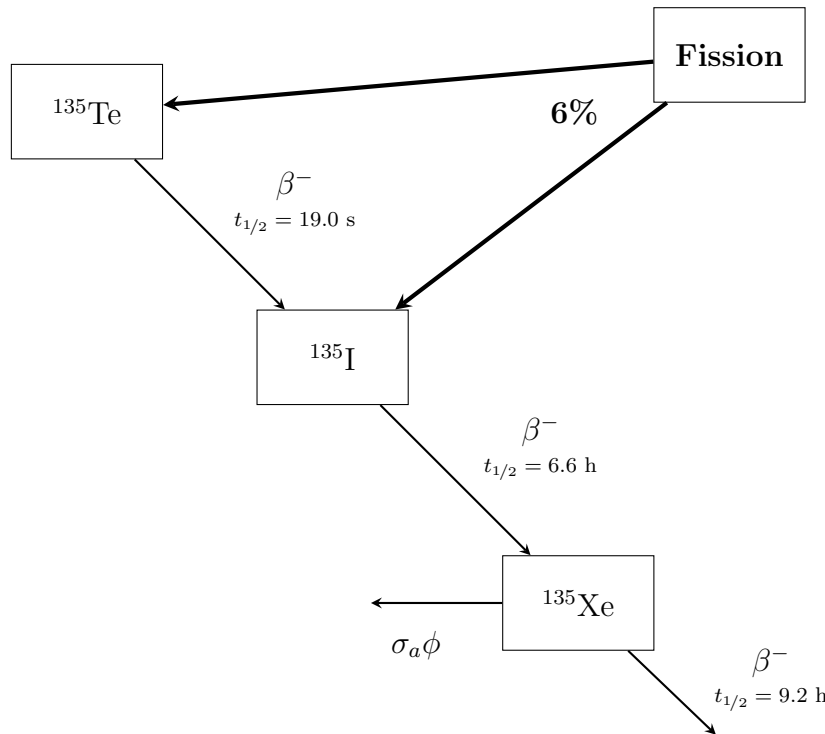 Fission
¹³⁵Te
6%
β⁻
t₁/₂ = 19.0 s
¹³⁵I
β⁻
t₁/₂ = 6.6 h
¹³⁵Xe
σₐϕ
β⁻
t₁/₂ = 9.2 h